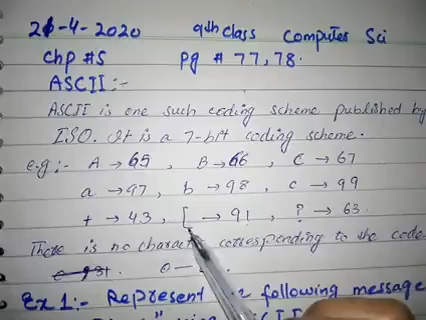 21-4-2020 9th class Computer Sci
Chp #5 pg # 77,78.
ASCII:-
ASCII is one such coding scheme published by
ISO. It is a 7-bit coding scheme.
e.g:- A → 65, B → 66, C → 67
a → 97, b → 98, c → 99
+ → 43, [ → 91, ? → 63.
There is no corresponding to the code
Ex 1:- Represent following message